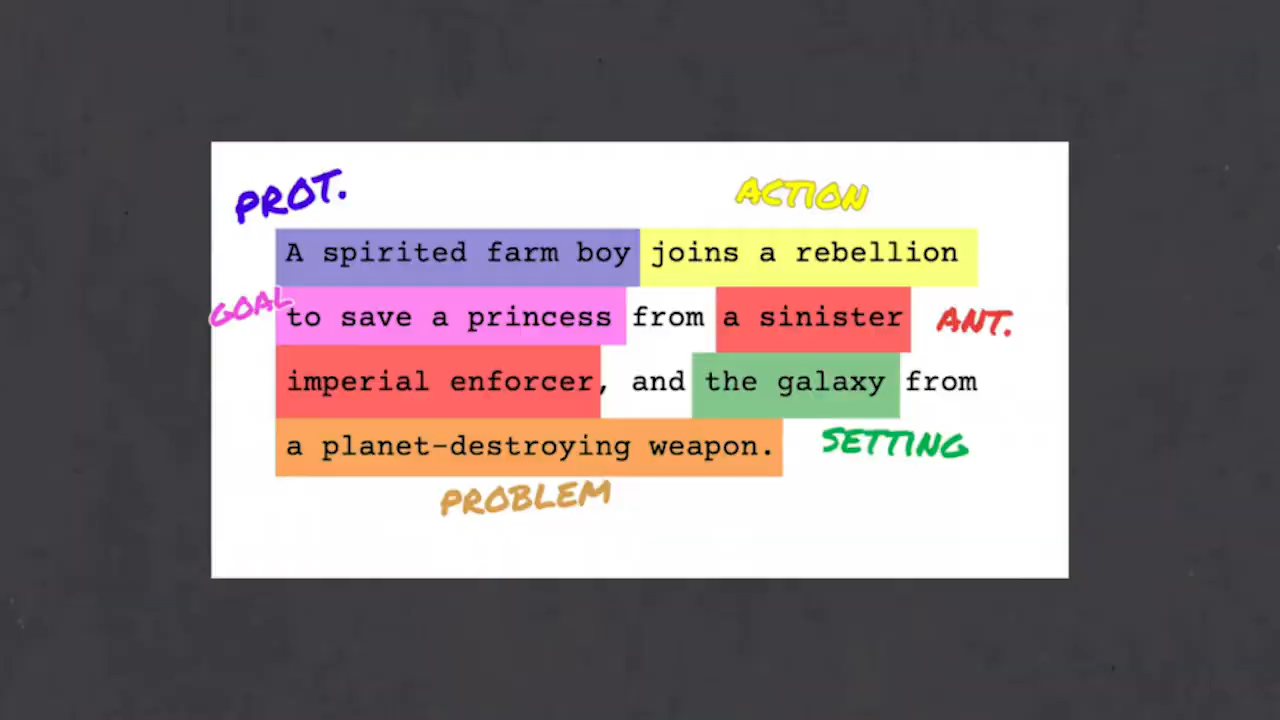 PROT.
ACTION
A spirited farm boy joins a rebellion
GOAL
to save a princess from a sinister
ANT.
imperial enforcer, and the galaxy from
SETTING
a planet-destroying weapon.
PROBLEM